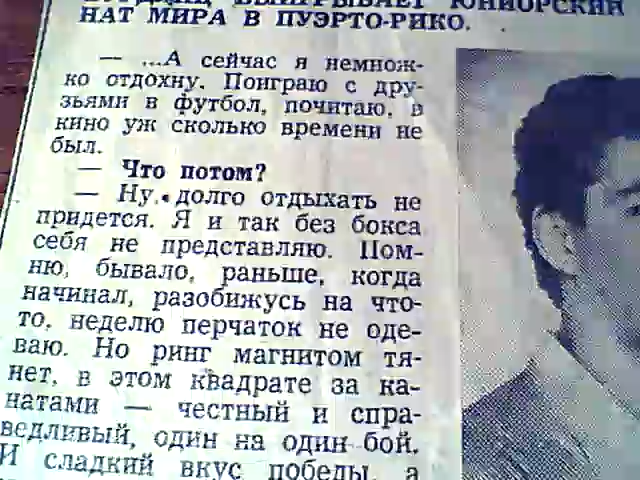 ВЫИГРЫВАЕТ ЮНИОРСКИЙ
НАТ МИРА В ПУЭРТО-РИКО.
— ...А сейчас я немнож-
ко отдохну. Поиграю с дру-
зьями в футбол, почитаю, в
кино уж сколько времени не
был.
— Что потом?
— Ну, долго отдыхать не
придется. Я и так без бокса
себя не представляю. Пом-
ню, бывало, раньше, когда
начинал, разобижусь на что-
то, неделю перчаток не оде-
ваю. Но ринг магнитом тя-
нет, в этом квадрате за ка-
натами — честный и спра-
ведливый, один на один бой.
И сладкий вкус победы, а